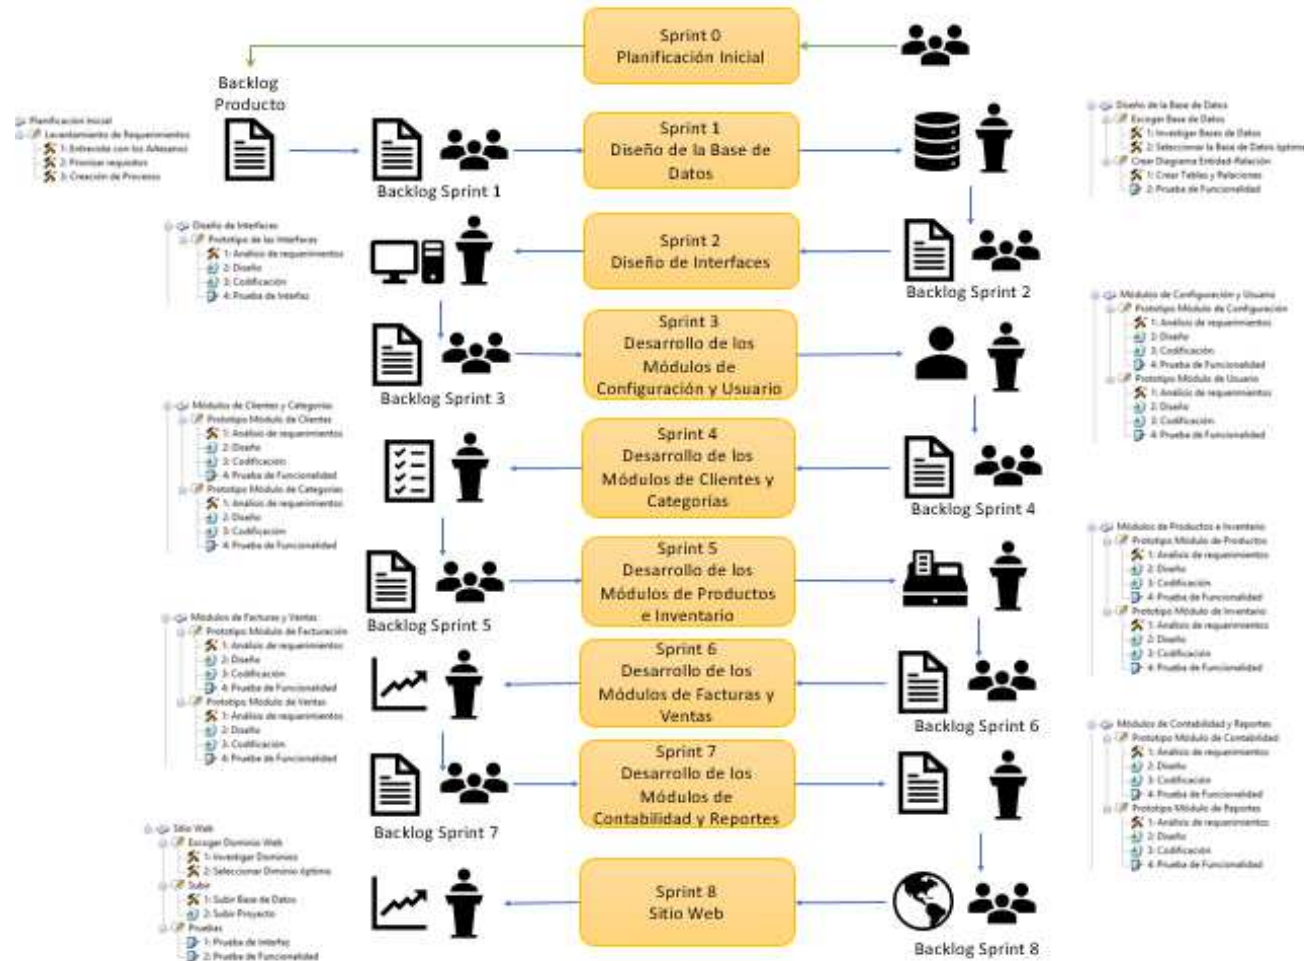 Sprint 0
Planificación Inicial
Backlog
Producto
Planificación Inicial
Levantamiento de Requerimientos
1: Entrevista con los Artesanos
2: Priorizar requisitos
3: Creación de Procesos
Backlog Sprint 1
Sprint 1
Diseño de la Base de
Datos
Diseño de la Base de Datos
Escoger Base de Datos
1: Investigar Bases de Datos
2: Seleccionar la Base de Datos óptima
Crear Diagrama Entidad-Relación
1: Crear Tablas y Relaciones
2: Prueba de Funcionalidad
Diseño de Interfaces
Prototipo de las Interfaces
1: Análisis de requerimientos
2: Diseño
3: Codificación
4: Prueba de Interfaz
Sprint 2
Diseño de Interfaces
Backlog Sprint 2
Backlog Sprint 3
Sprint 3
Desarrollo de los
Módulos de
Configuración y Usuario
Módulos de Configuración y Usuario
Prototipo Módulo de Configuración
1: Análisis de requerimientos
2: Diseño
3: Codificación
4: Prueba de Funcionalidad
Prototipo Módulo de Usuario
1: Análisis de requerimientos
2: Diseño
3: Codificación
4: Prueba de Funcionalidad
Módulos de Clientes y Categorías
Prototipo Módulo de Clientes
1: Análisis de requerimientos
2: Diseño
3: Codificación
4: Prueba de Funcionalidad
Prototipo Módulo de Categorías
1: Análisis de requerimientos
2: Diseño
3: Codificación
4: Prueba de Funcionalidad
Sprint 4
Desarrollo de los
Módulos de Clientes y
Categorías
Backlog Sprint 4
Backlog Sprint 5
Sprint 5
Desarrollo de los
Módulos de Productos
e Inventario
Módulos de Productos e Inventario
Prototipo Módulo de Productos
1: Análisis de requerimientos
2: Diseño
3: Codificación
4: Prueba de Funcionalidad
Prototipo Módulo de Inventario
1: Análisis de requerimientos
2: Diseño
3: Codificación
4: Prueba de Funcionalidad
Módulos de Facturas y Ventas
Prototipo Módulo de Facturación
1: Análisis de requerimientos
2: Diseño
3: Codificación
4: Prueba de Funcionalidad
Prototipo Módulo de Ventas
1: Análisis de requerimientos
2: Diseño
3: Codificación
4: Prueba de Funcionalidad
Sprint 6
Desarrollo de los
Módulos de Facturas y
Ventas
Backlog Sprint 6
Backlog Sprint 7
Sprint 7
Desarrollo de los
Módulos de
Contabilidad y Reportes
Módulos de Contabilidad y Reportes
Prototipo Módulo de Contabilidad
1: Análisis de requerimientos
2: Diseño
3: Codificación
4: Prueba de Funcionalidad
Prototipo Módulo de Reportes
1: Análisis de requerimientos
2: Diseño
3: Codificación
4: Prueba de Funcionalidad
Sitio Web
Escoger Dominio Web
1: Investigar Dominios
2: Seleccionar Diminio óptimo
Subir
1: Subir Base de Datos
2: Subir Proyecto
Pruebas
1: Prueba de Interfaz
2: Prueba de Funcionalidad
Sprint 8
Sitio Web
Backlog Sprint 8